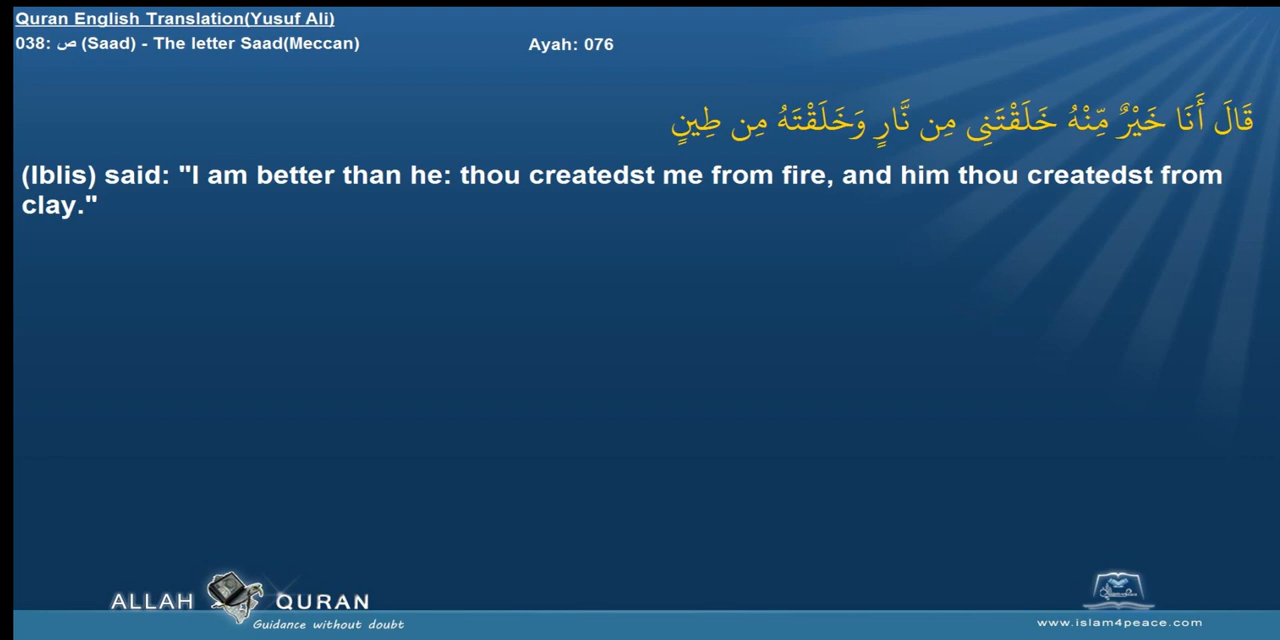 Quran English Translation(Yusuf Ali)
038: ص (Saad) - The letter Saad(Meccan) Ayah: 076
قَالَ أَنَا خَيْرٌ مِّنْهُ خَلَقْتَنِى مِن نَّارٍ وَخَلَقْتَهُ مِن طِينٍ
(Iblis) said: "I am better than he: thou createdst me from fire, and him thou createdst from
clay."
ALLAH QURAN
Guidance without doubt
www.islam4peace.com